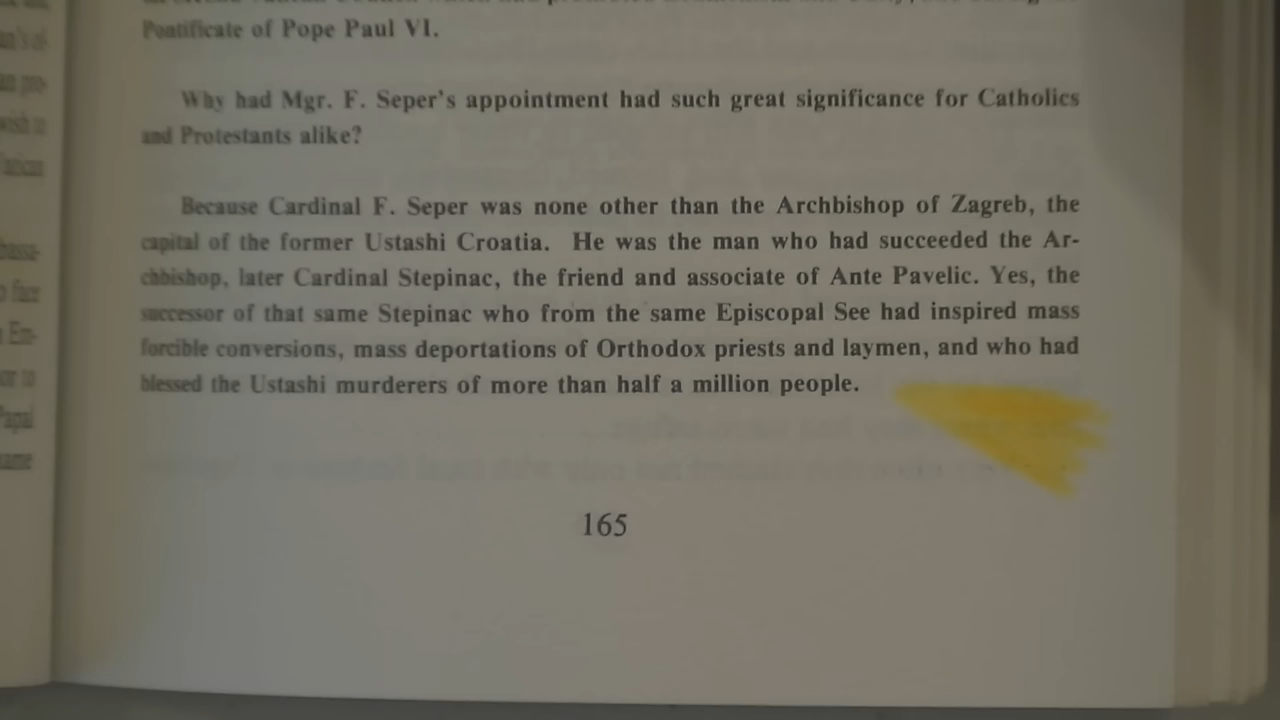 Pontificate of Pope Paul VI.
Why had Mgr. F. Seper's appointment had such great significance for Catholics
and Protestants alike?
Because Cardinal F. Seper was none other than the Archbishop of Zagreb, the
capital of the former Ustashi Croatia. He was the man who had succeeded the Ar-
chbishop, later Cardinal Stepinac, the friend and associate of Ante Pavelic. Yes, the
successor of that same Stepinac who from the same Episcopal See had inspired mass
forcible conversions, mass deportations of Orthodox priests and laymen, and who had
blessed the Ustashi murderers of more than half a million people.
165